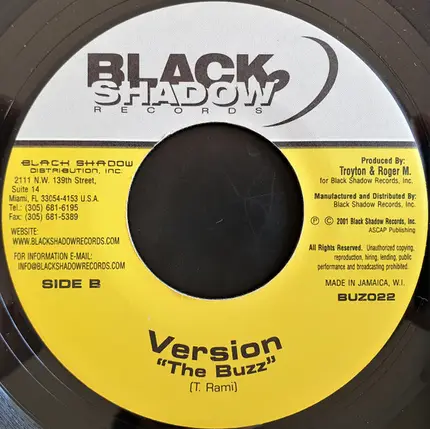 BLACK
SHADOW
RECORDS
BLACK SHADOW
DISTRIBUTION, INC.
2111 N.W. 139th Street,
Suite 14
Miami, FL 33054-4153 U.S.A.
Tel.: (305) 681-6195
Fax: (305) 681-5389
WEBSITE:
WWW.BLACKSHADOWRECORDS.COM
FOR INFORMATION E-MAIL:
INFO@BLACKSHADOWRECORDS.COM
SIDE B
Produced By:
Troyton & Roger M.
for Black Shadow Records, Inc.
Manufactured and Distributed By:
Black Shadow Records, Inc.
℗ © 2001 Black Shadow Records, Inc.
ASCAP Publishing
All Rights Reserved. Unauthorized copying,
reproduction, hiring, lending, public
performance and broadcasting prohibited.
MADE IN JAMAICA, W.I.
BUZ022
Version
"The Buzz"
(T. Rami)